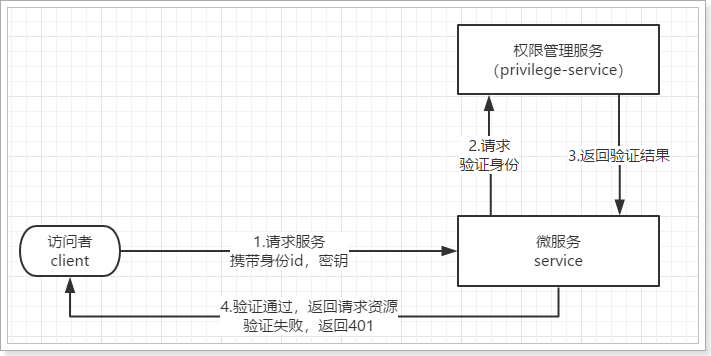 权限管理服务
（privilege-service）
2.请求
验证身份
3.返回验证结果
访问者
client
1.请求服务
携带身份id，密钥
微服务
service
4.验证通过，返回请求资源
验证失败，返回401